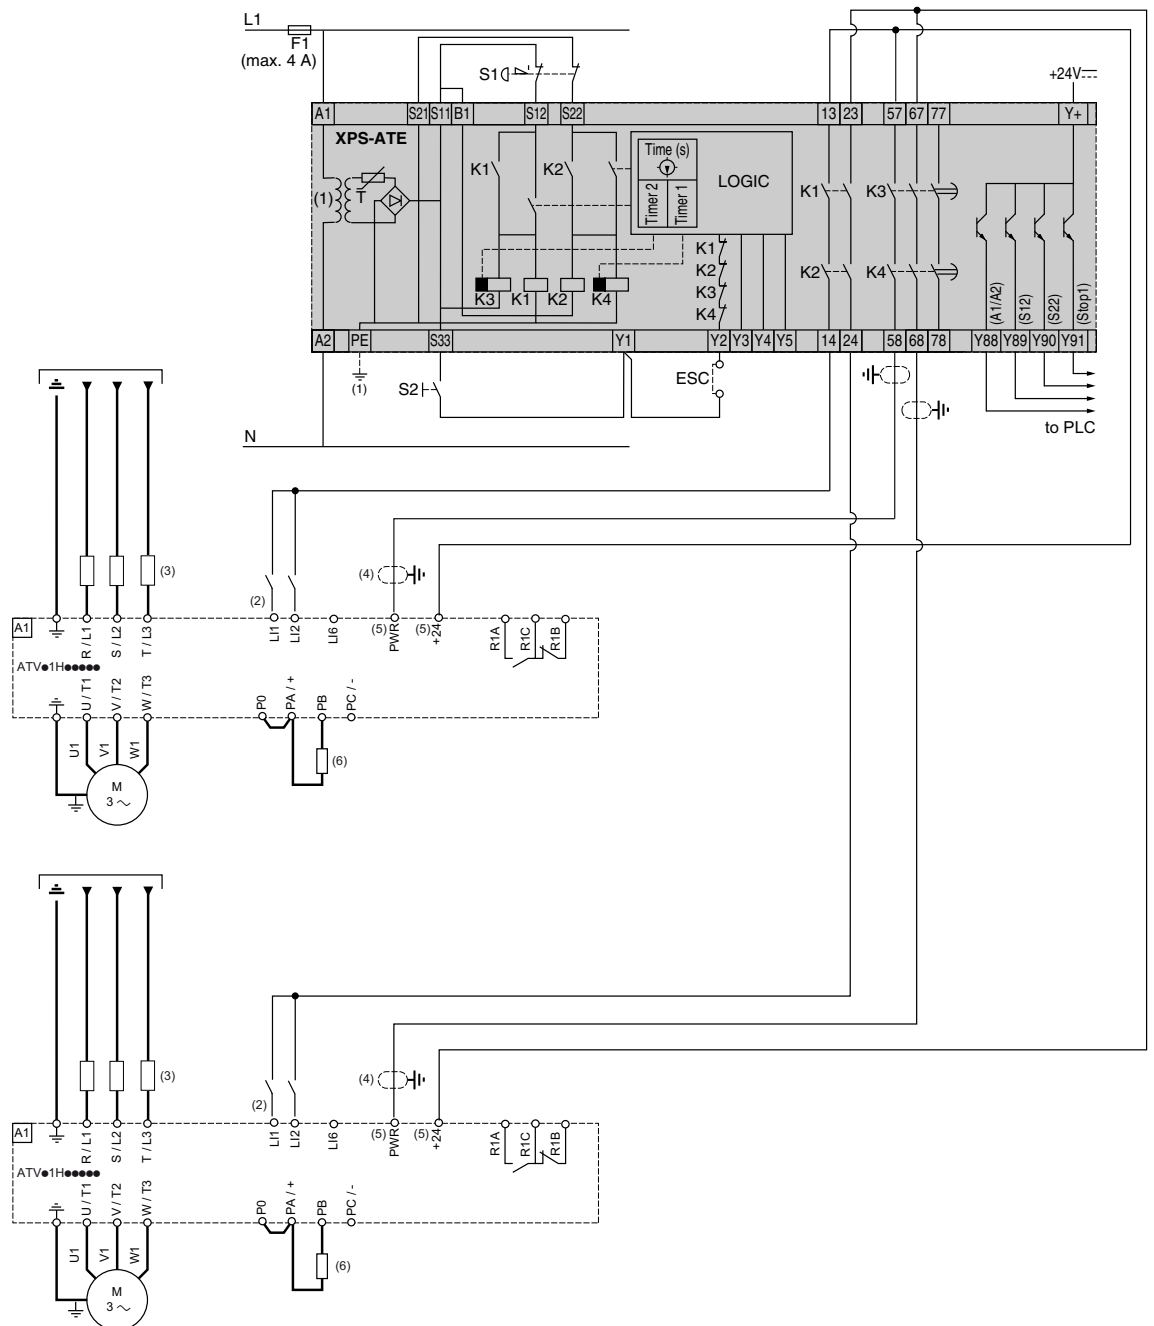 L1
F1
(max. 4 A)
S1
+24V
A1 S21 S11 B1 S12 S22 13 23 57 67 77 Y+
XPS-ATE
K1 K2
Time (s)
Timer 2
Timer 1
LOGIC
K1 K3
(1)
T
K1
K2
K3
K4
K2 K4
K3 K1 K2 K4
(A1/A2)
(S12)
(S22)
(Stop1)
A2 PE S33 Y1 Y2 Y3 Y4 Y5 14 24 58 68 78 Y88 Y89 Y90 Y91
(1)
S2
ESC
to PLC
N
(3)
(2)
(4)
A1
R / L1
S / L2
T / L3
LI1
LI2
LI6
(5)
PWR
(5)
+24
R1A
R1C
R1B
ATV●1H●●●●●
U / T1
V / T2
W / T3
P0
PA / +
PB
PC / -
U1
V1
W1
(6)
M
3 ~
(3)
(2)
(4)
A1
R / L1
S / L2
T / L3
LI1
LI2
LI6
(5)
PWR
(5)
+24
R1A
R1C
R1B
ATV●1H●●●●●
U / T1
V / T2
W / T3
P0
PA / +
PB
PC / -
U1
V1
W1
(6)
M
3 ~